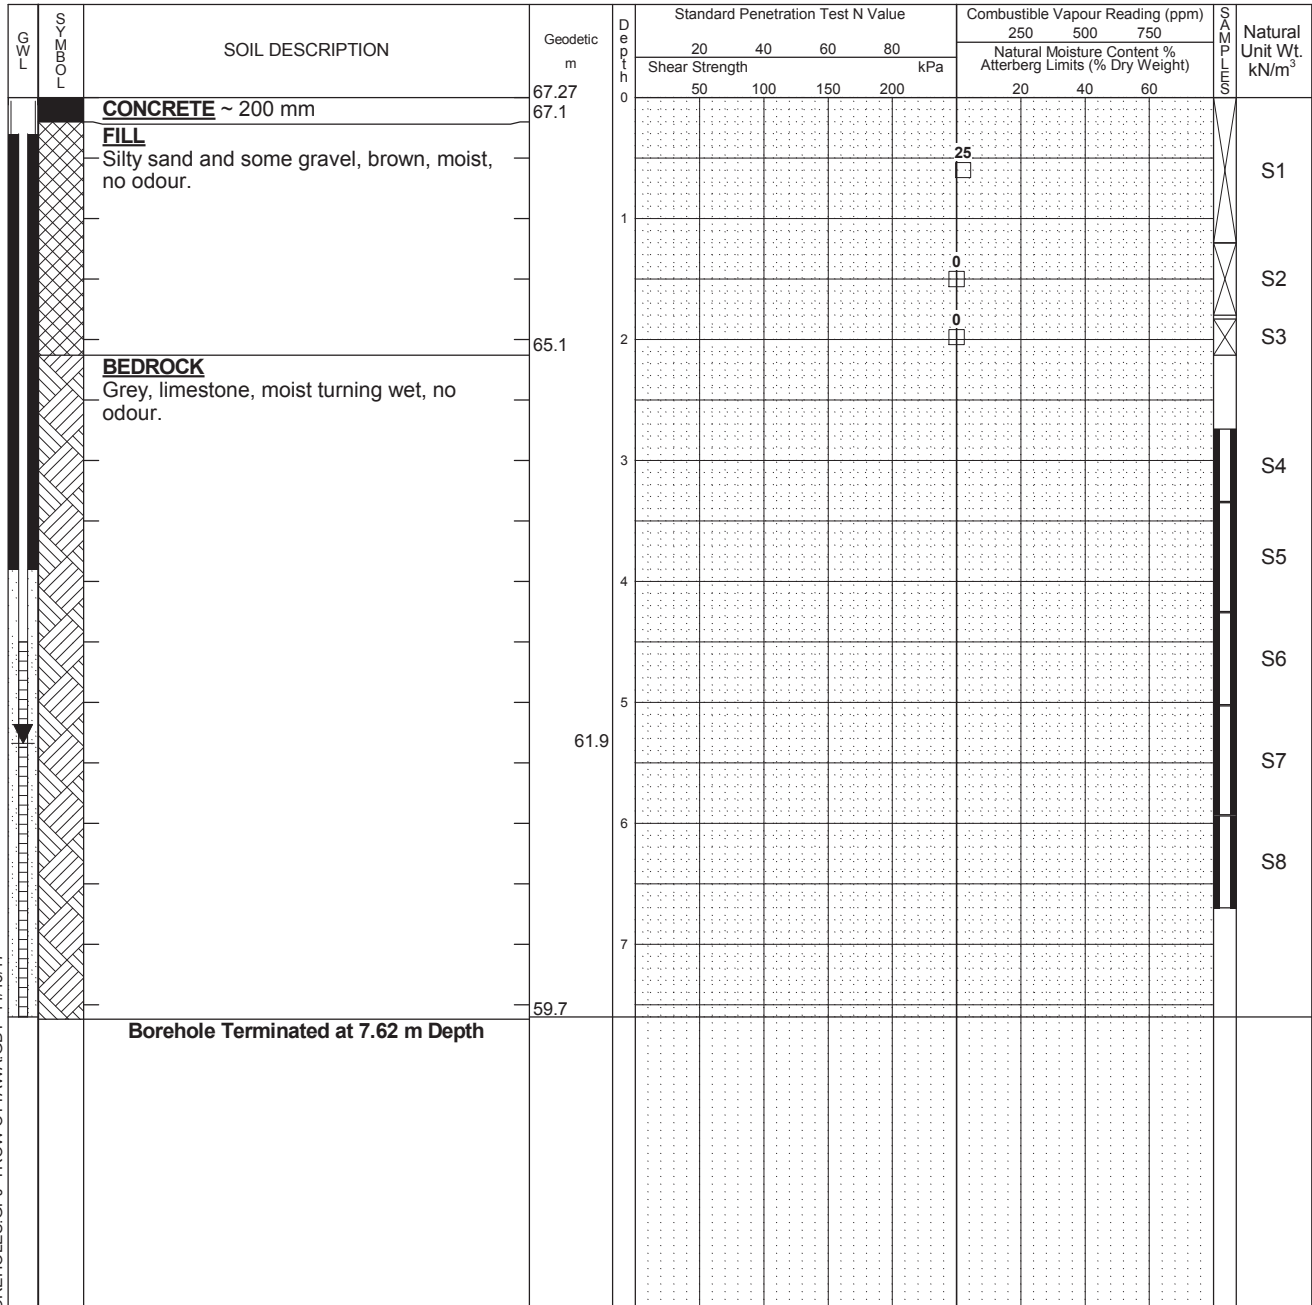 GWL
SYMBOL
SOIL DESCRIPTION
Geodetic
m
Depth
Standard Penetration Test N Value
20 40 60 80
Shear Strength kPa
50 100 150 200
Combustible Vapour Reading (ppm)
250 500 750
Natural Moisture Content %
Atterberg Limits (% Dry Weight)
20 40 60
SAMPLES
Natural
Unit Wt.
kN/m³
67.27
0
CONCRETE ~ 200 mm
67.1
FILL
Silty sand and some gravel, brown, moist,
no odour.
25
S1
1
0
S2
0
S3
2
65.1
BEDROCK
Grey, limestone, moist turning wet, no
odour.
3
S4
S5
4
S6
5
61.9
S7
6
S8
7
59.7
Borehole Terminated at 7.62 m Depth